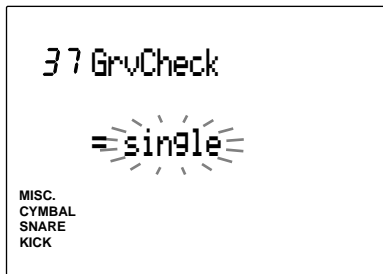 37 GrvCheck
=single
MISC.
CYMBAL
SNARE
KICK